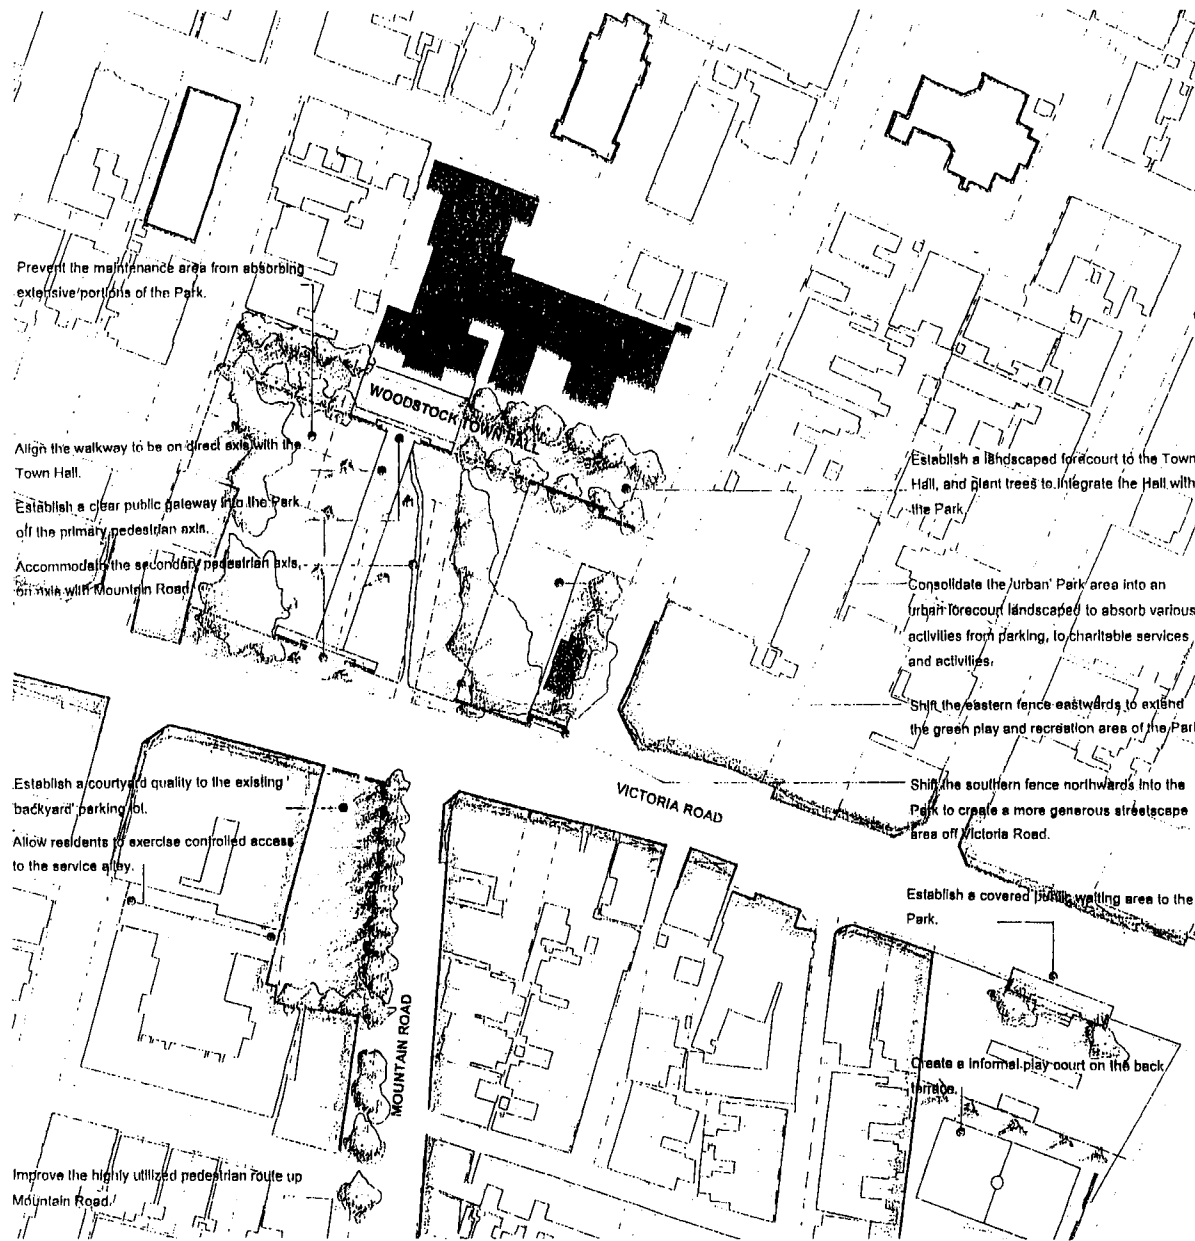 Prevent the maintenance area from absorbing
extensive portions of the Park.
WOODSTOCK TOWN HALL
Align the walkway to be on direct axis with the
Town Hall.
Establish a clear public gateway into the Park
off the primary pedestrian axis.
Accommodate the secondary pedestrian axis,
on axis with Mountain Road.
Establish a landscaped forecourt to the Town
Hall, and plant trees to integrate the Hall with
the Park.
Consolidate the 'urban' Park area into an
urban forecourt landscaped to absorb various
activities from parking, to charitable services
and activities.
Shift the eastern fence eastwards to extend
the green play and recreation area of the Park
Establish a courtyard quality to the existing
'backyard' parking lot.
Allow residents to exercise controlled access
to the service alley.
VICTORIA ROAD
Shift the southern fence northwards into the
Park to create a more generous streetscape
area off Victoria Road.
Establish a covered public waiting area to the
Park.
MOUNTAIN ROAD
Create a informal play court on the back
terrace.
Improve the highly utilized pedestrian route up
Mountain Road.